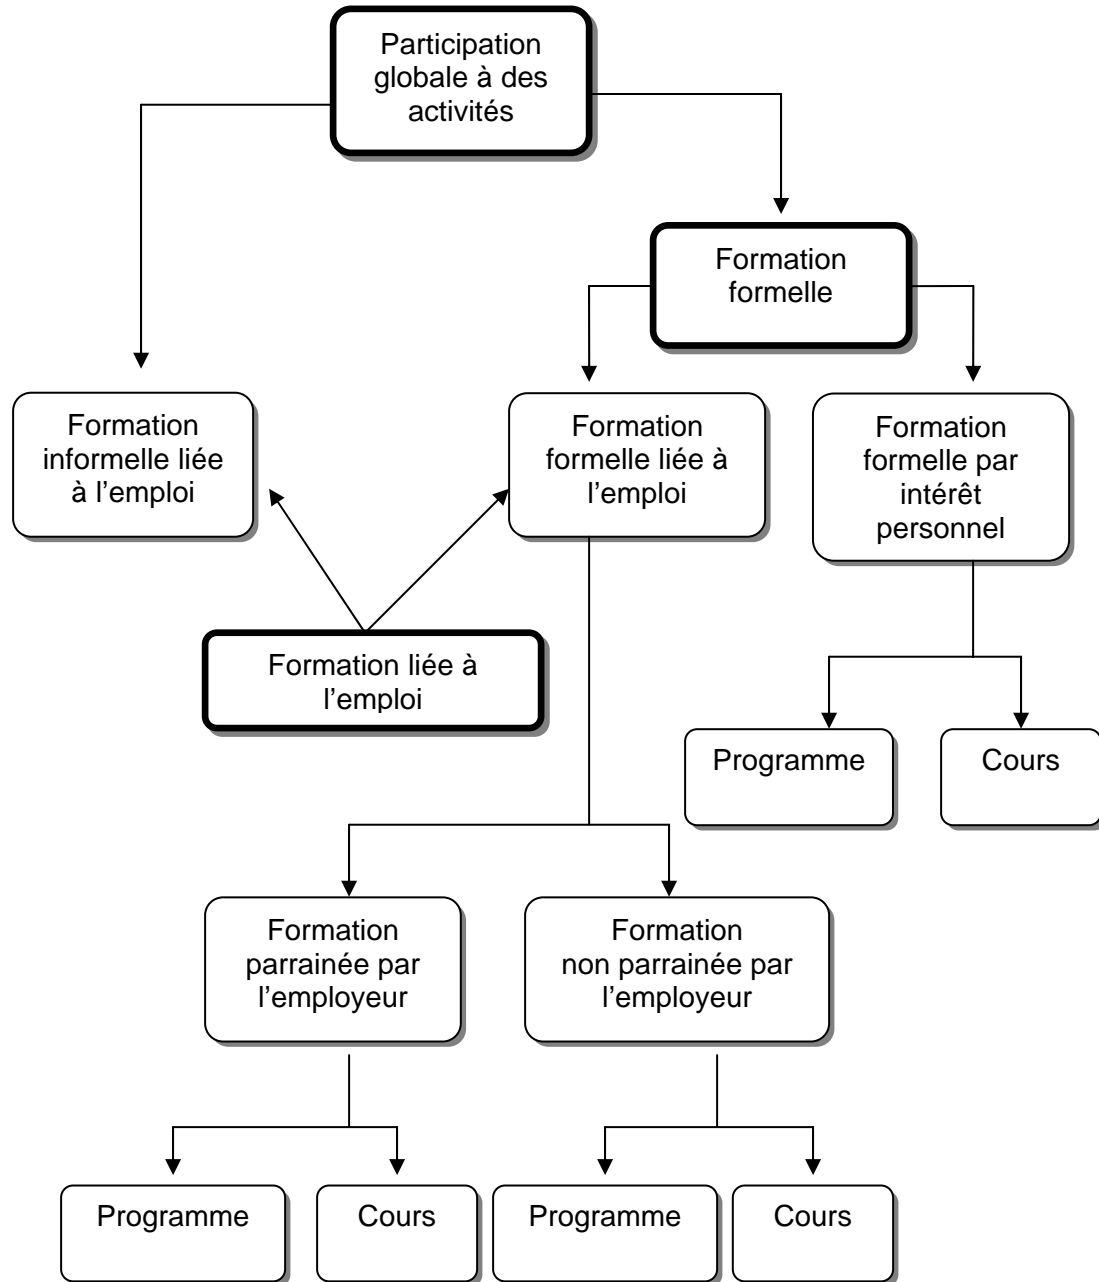 Participation
globale à des
activités
Formation
formelle
Formation
informelle liée
à l’emploi
Formation
formelle liée à
l’emploi
Formation
formelle par
intérêt
personnel
Formation liée à
l’emploi
Programme
Cours
Formation
parrainée par
l’employeur
Formation
non parrainée par
l’employeur
Programme
Cours
Programme
Cours